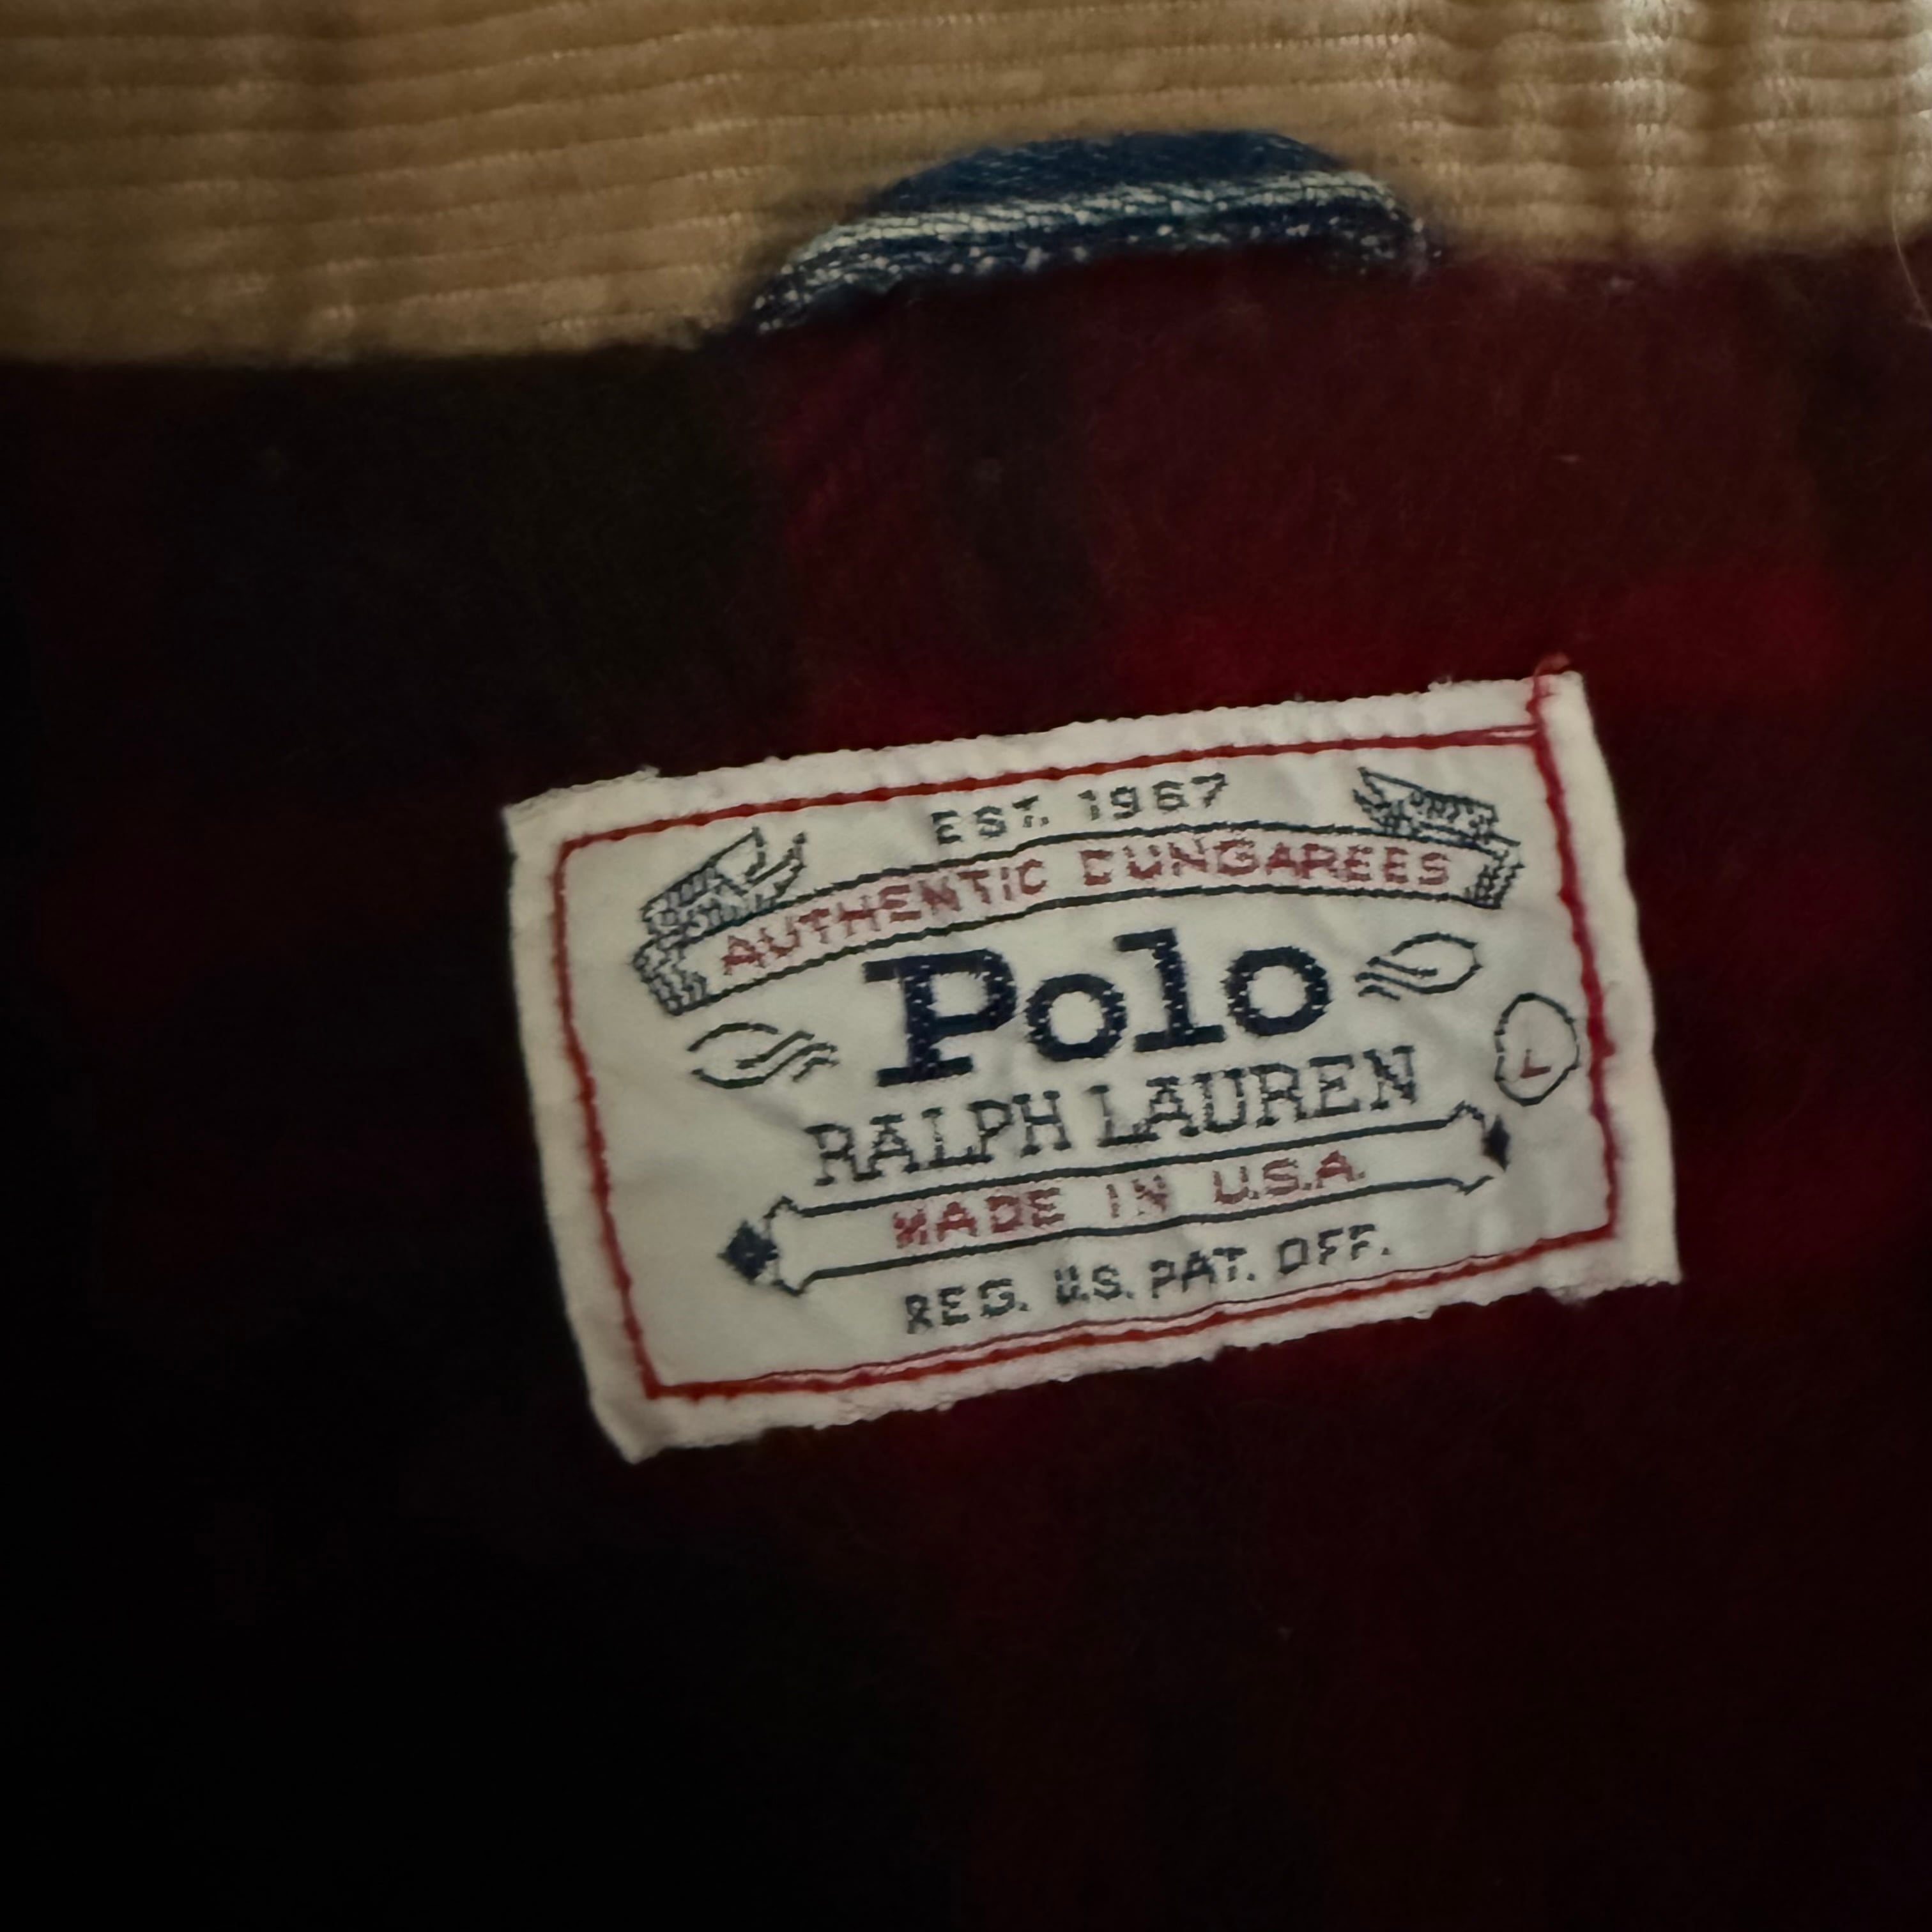 EST. 1967
AUTHENTIC DUNGAREES
Polo
RALPH LAUREN
L
MADE IN U.S.A.
REG. U.S. PAT. OFF.